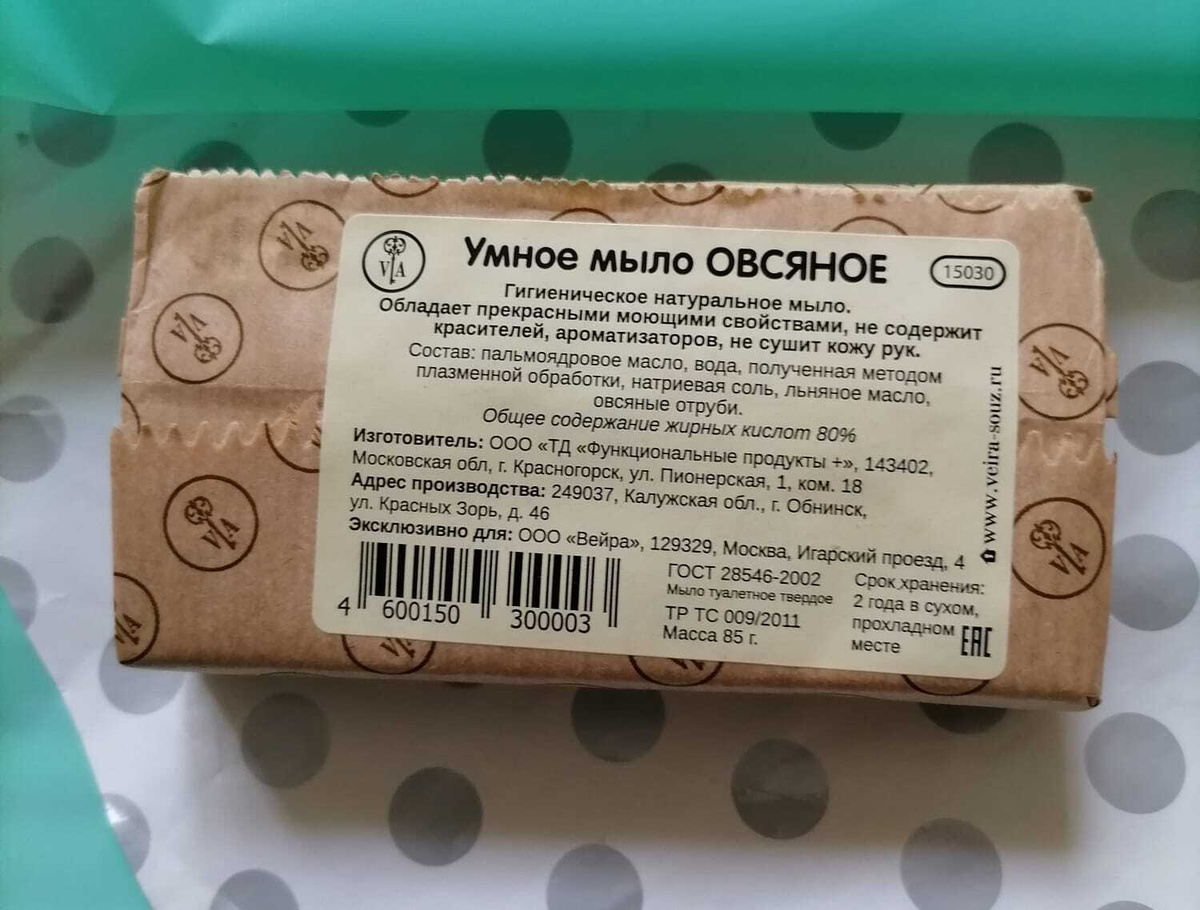 VIA
Умное мыло ОВСЯНОЕ
15030
Гигиеническое натуральное мыло.
Обладает прекрасными моющими свойствами, не содержит
красителей, ароматизаторов, не сушит кожу рук.
Состав: пальмоядровое масло, вода, полученная методом
плазменной обработки, натриевая соль, льняное масло,
овсяные отруби.
Общее содержание жирных кислот 80%
Изготовитель: ООО «ТД «Функциональные продукты +», 143402,
Московская обл, г. Красногорск, ул. Пионерская, 1, ком. 18
Адрес производства: 249037, Калужская обл., г. Обнинск,
ул. Красных Зорь, д. 46
Эксклюзивно для: ООО «Вейра», 129329, Москва, Игарский проезд, 4
4 600150 300003
ГОСТ 28546-2002
Мыло туалетное твердое
ТР ТС 009/2011
Масса 85 г.
Срок хранения:
2 года в сухом,
прохладном
месте
EAC
www.veira-souz.ru